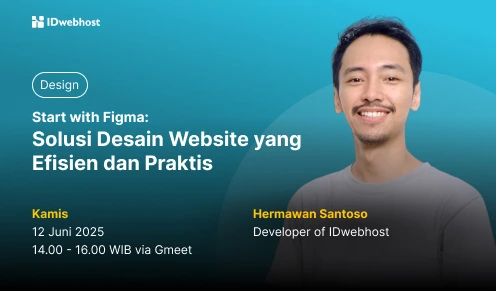 IDwebhost
Design
Start with Figma:
Solusi Desain Website yang
Efisien dan Praktis
Kamis
12 Juni 2025
14.00 - 16.00 WIB via Gmeet
Hermawan Santoso
Developer of IDwebhost